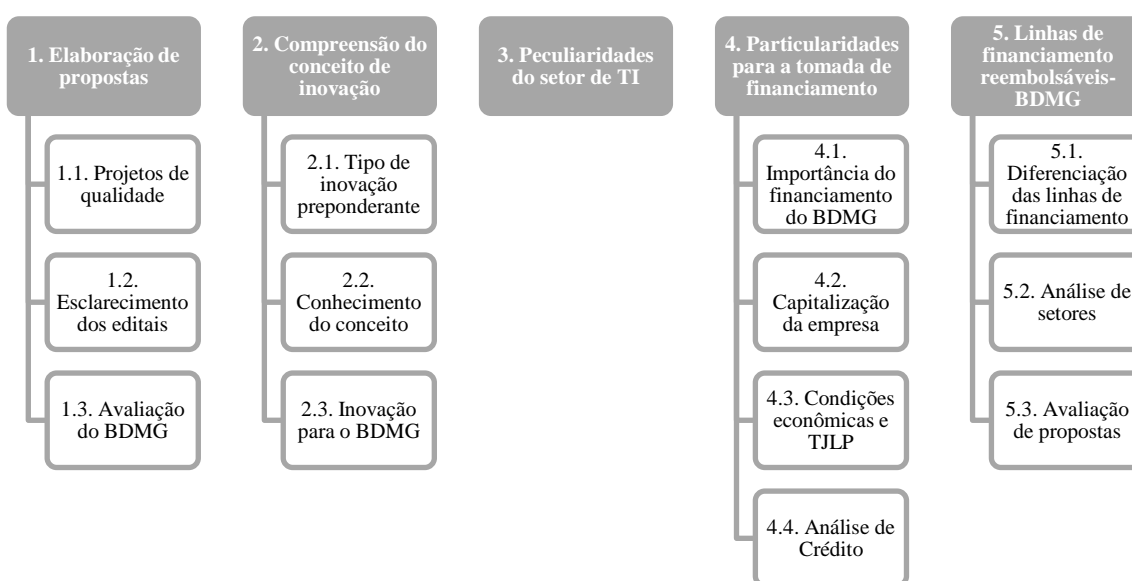 1. Elaboração de
propostas
1.1. Projetos de
qualidade
1.2.
Esclarecimento
dos editais
1.3. Avaliação
do BDMG
2. Compreensão do
conceito de
inovação
2.1. Tipo de
inovação
preponderante
2.2.
Conhecimento
do conceito
2.3. Inovação
para o BDMG
3. Peculiaridades
do setor de TI
4. Particularidades
para a tomada de
financiamento
4.1.
Importância do
financiamento
do BDMG
4.2.
Capitalização
da empresa
4.3. Condições
econômicas e
TJLP
4.4. Análise de
Crédito
5. Linhas de
financiamento
reembolsáveis-
BDMG
5.1.
Diferenciação
das linhas de
financiamento
5.2. Análise de
setores
5.3. Avaliação
de propostas